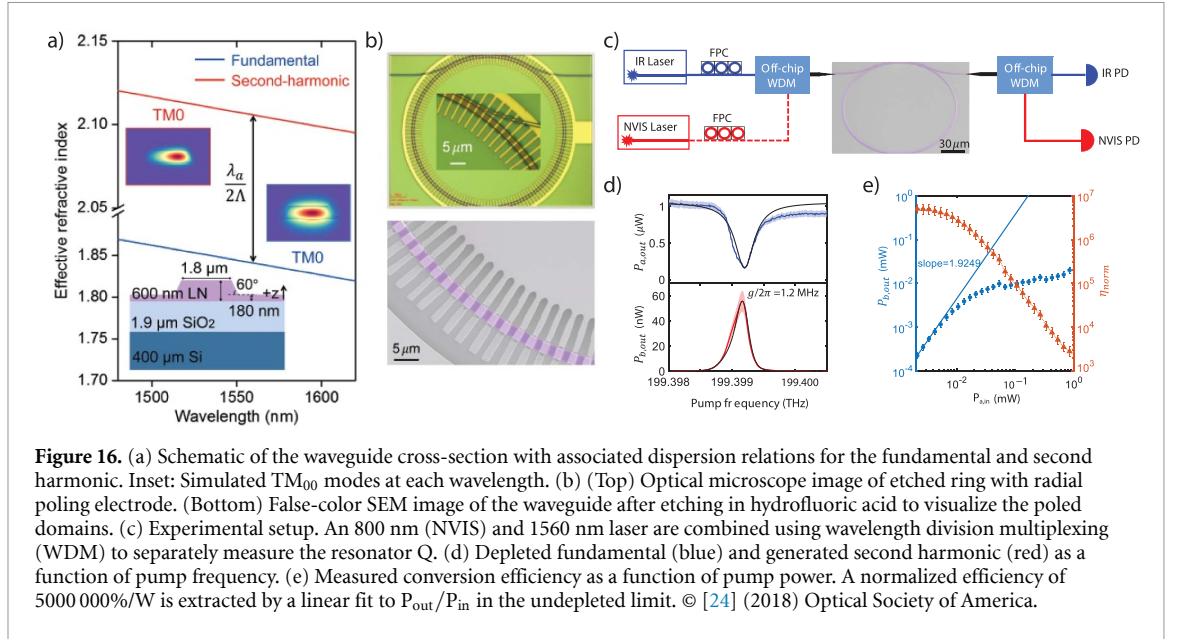 a)
2.15
2.10
2.05
1.85
1.80
1.75
1.70
Effective refractive index
Fundamental
Second-harmonic
TM0
λa/2Λ
TM0
1.8 μm
60°
+z
600 nm LN
180 nm
1.9 μm SiO2
400 μm Si
1500 1550 1600
Wavelength (nm)
b)
5 μm
5 μm
c)
IR Laser
FPC
Off-chip
WDM
Off-chip
WDM
IR PD
NVIS Laser
FPC
30 μm
NVIS PD
d)
1
0.5
0
Pa,out (μW)
g/2π =1.2 MHz
60
40
20
0
Pb,out (nW)
199.398 199.399 199.400
Pump fr equency (THz)
e)
10^0
10^-1
10^-2
10^-3
10^-4
Pb,out (mW)
slope=1.9249
10^7
10^6
10^5
10^4
10^3
ηnorm
10^-2 10^-1 10^0
Pa,in (mW)
Figure 16. (a) Schematic of the waveguide cross-section with associated dispersion relations for the fundamental and second
harmonic. Inset: Simulated TM00 modes at each wavelength. (b) (Top) Optical microscope image of etched ring with radial
poling electrode. (Bottom) False-color SEM image of the waveguide after etching in hydrofluoric acid to visualize the poled
domains. (c) Experimental setup. An 800 nm (NVIS) and 1560 nm laser are combined using wavelength division multiplexing
(WDM) to separately measure the resonator Q. (d) Depleted fundamental (blue) and generated second harmonic (red) as a
function of pump frequency. (e) Measured conversion efficiency as a function of pump power. A normalized efficiency of
5000 000%/W is extracted by a linear fit to Pout/Pin in the undepleted limit. © [24] (2018) Optical Society of America.